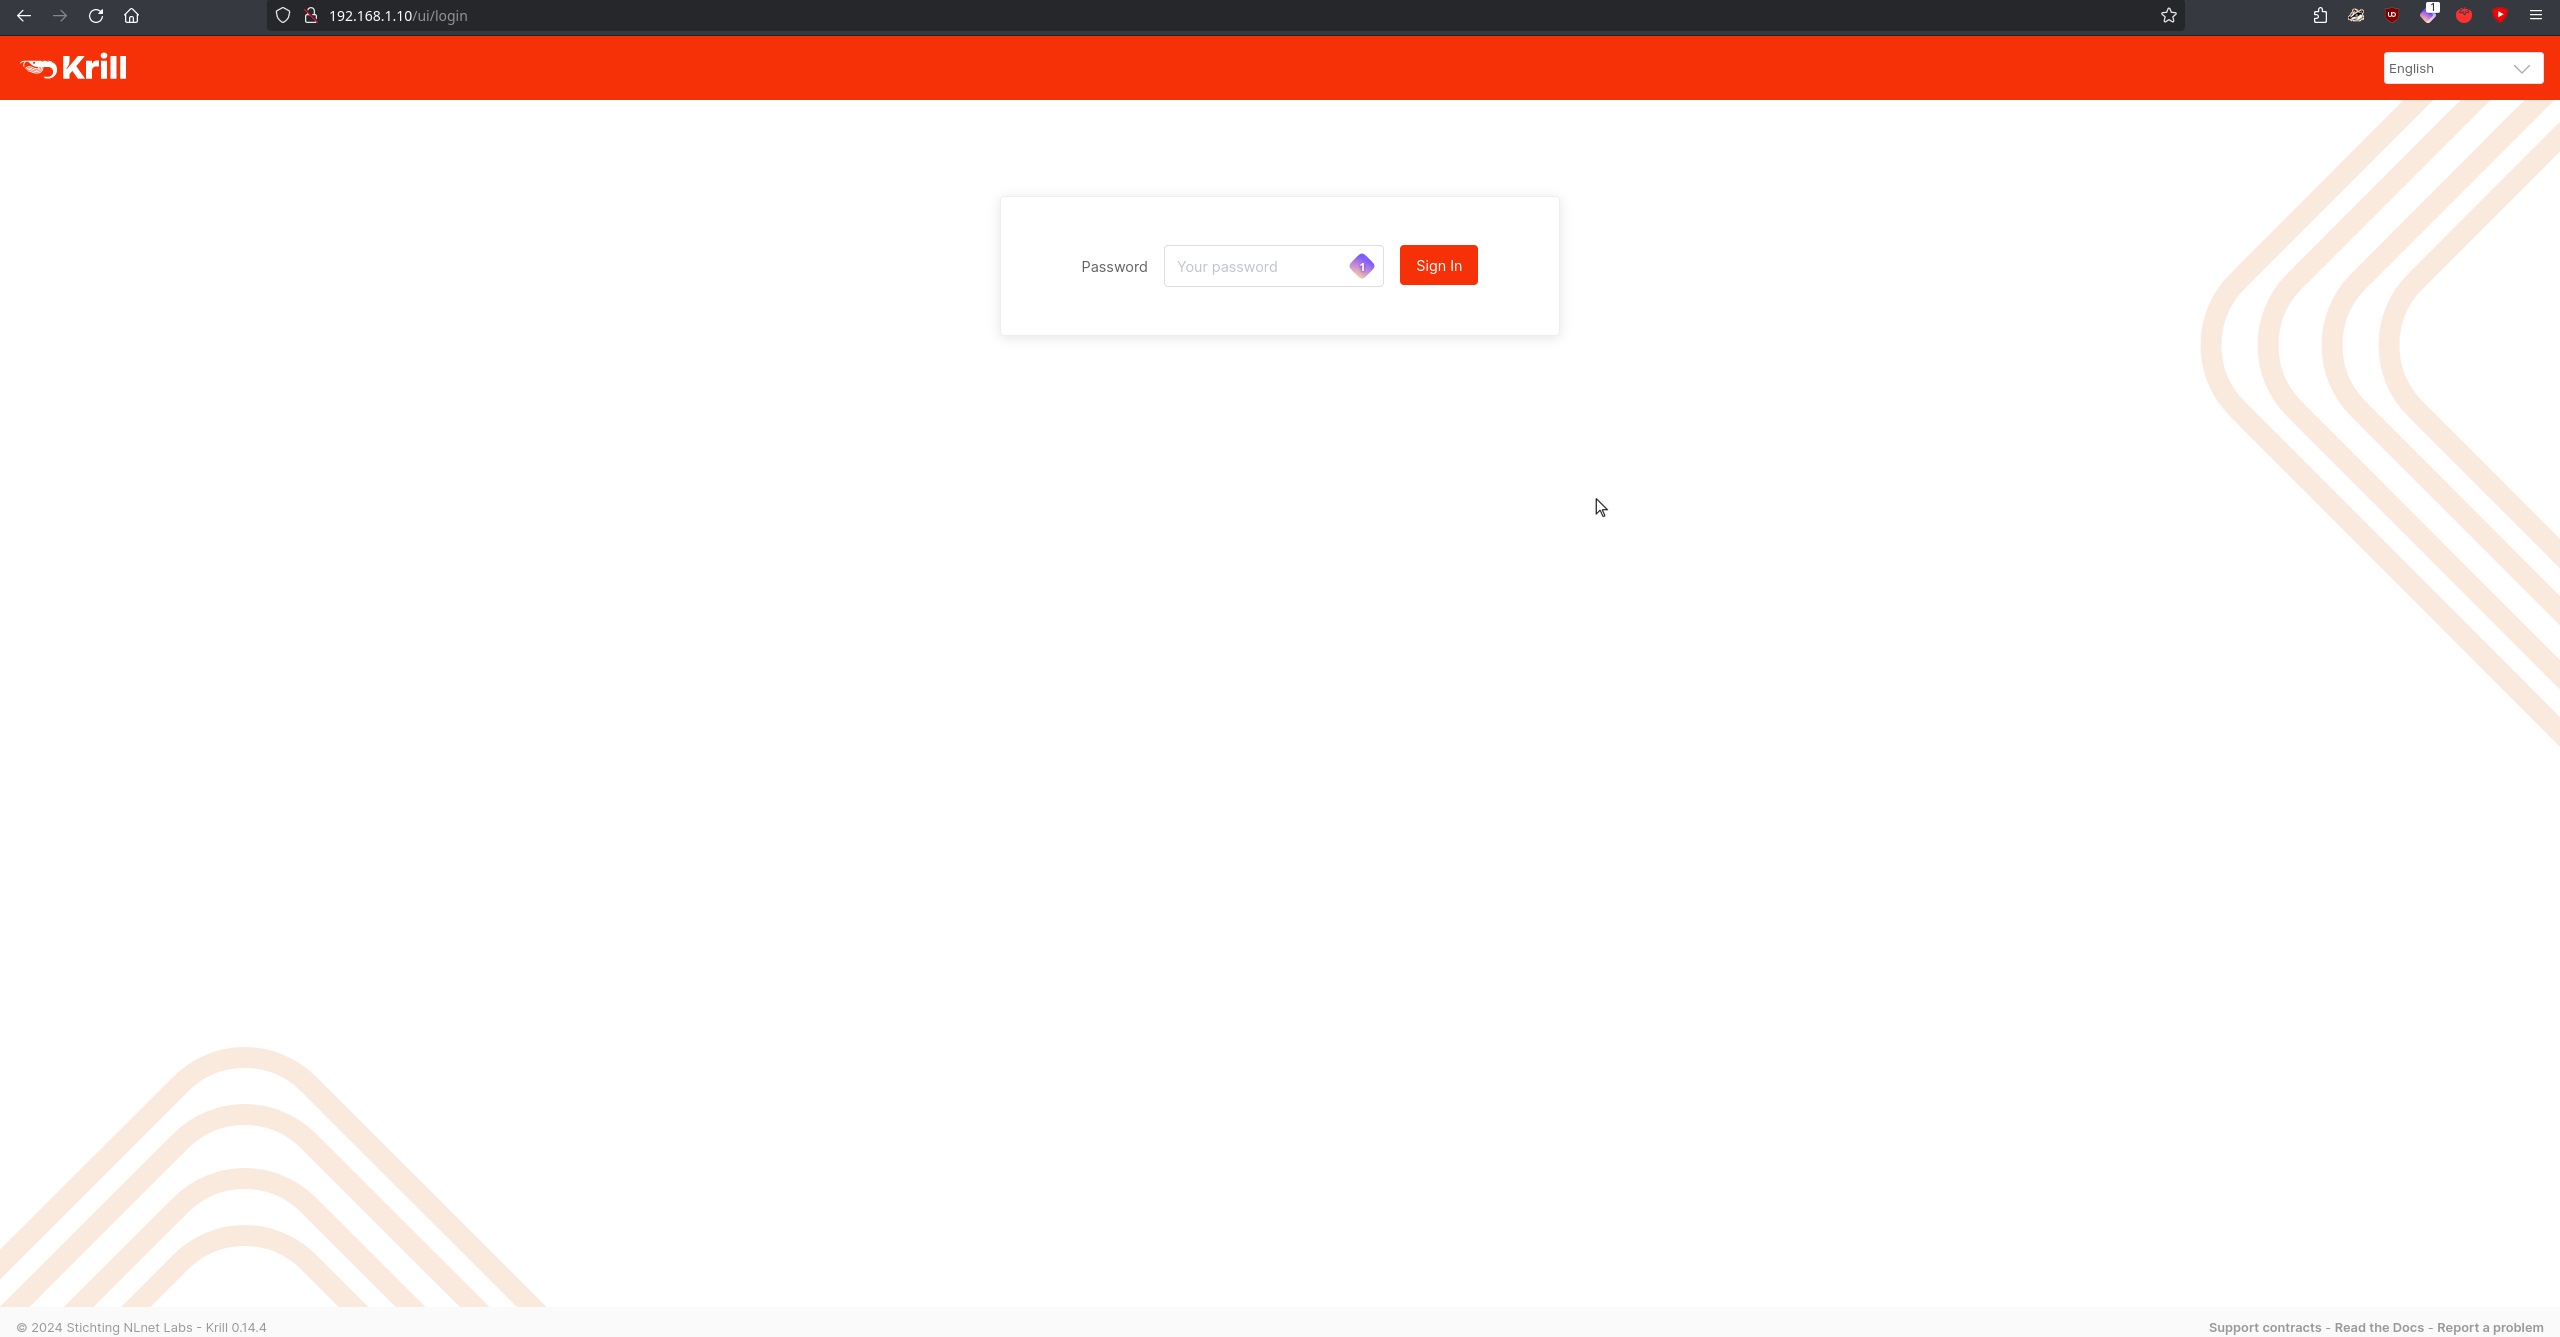 192.168.1.10/ui/login
1
Krill
English
Password
Your password
1
Sign In
© 2024 Stichting NLnet Labs - Krill 0.14.4
Support contracts - Read the Docs - Report a problem